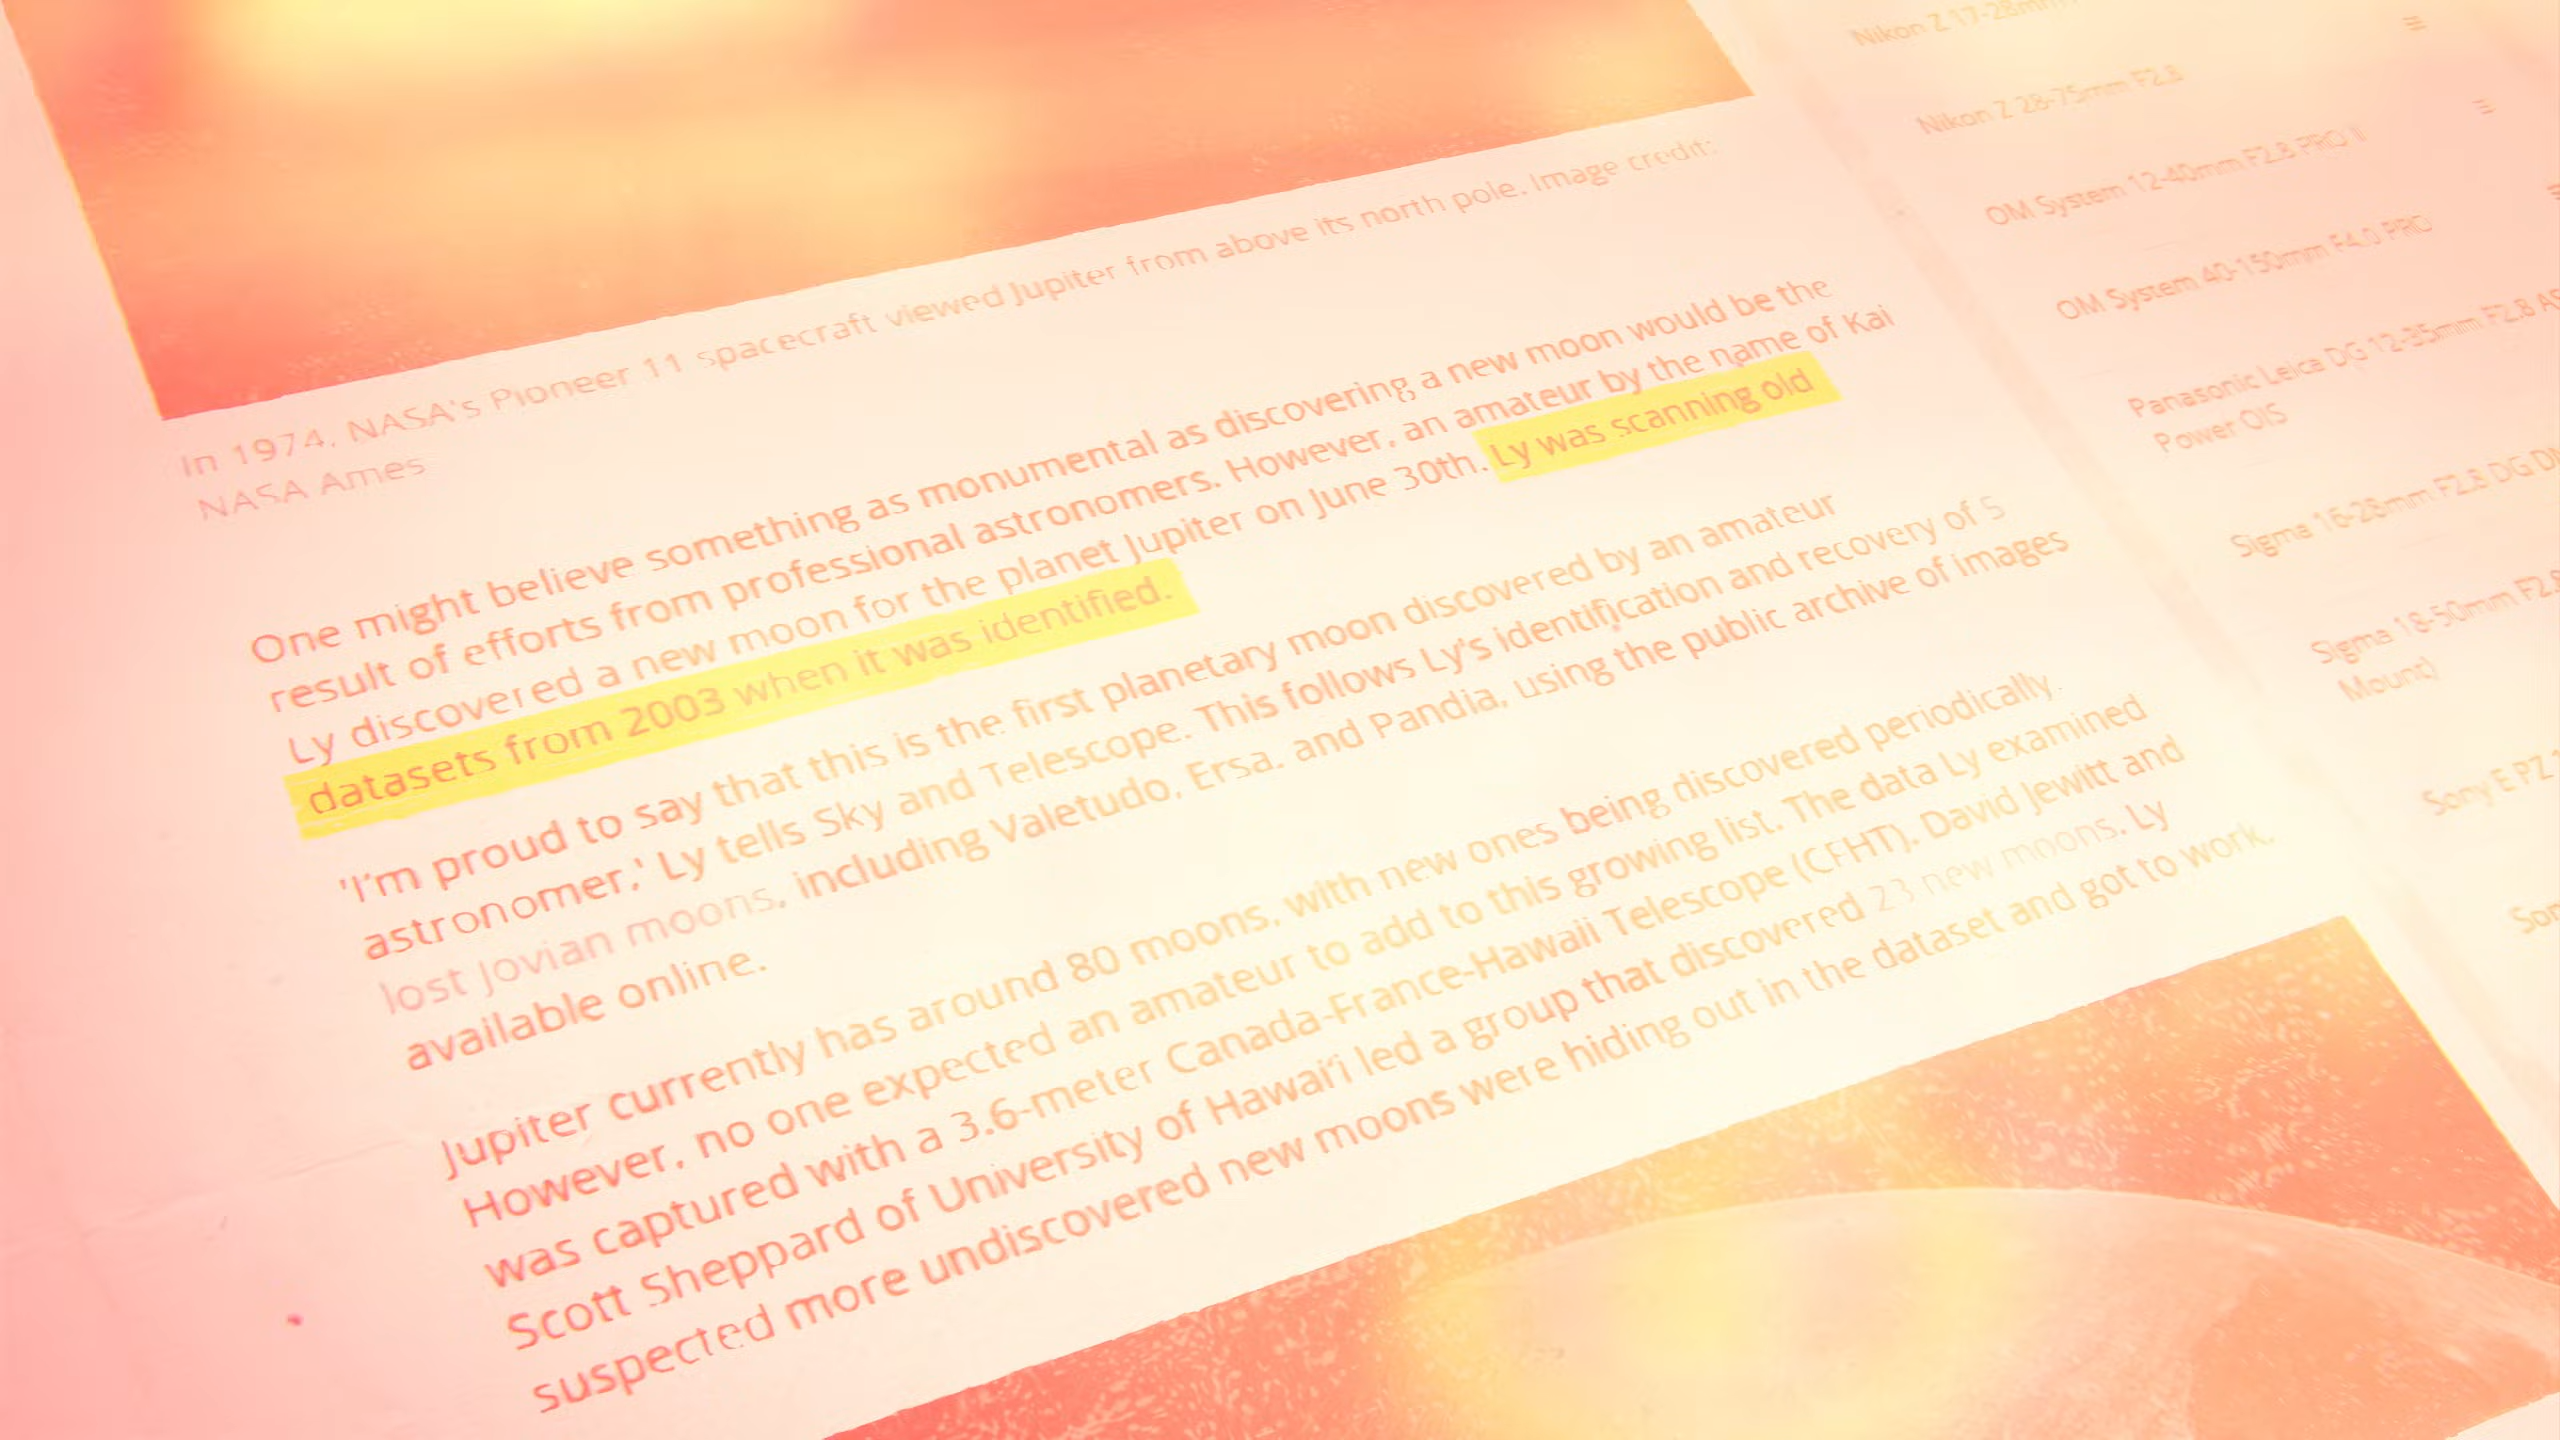 In 1974, NASA's Pioneer 11 spacecraft viewed Jupiter from above its north pole. Image credit:
NASA Ames
One might believe something as monumental as discovering a new moon would be the
result of efforts from professional astronomers. However, an amateur by the name of Kai
Ly discovered a new moon for the planet Jupiter on June 30th. Ly was scanning old
datasets from 2003 when it was identified.
'I'm proud to say that this is the first planetary moon discovered by an amateur
astronomer,' Ly tells Sky and Telescope. This follows Ly's identification and recovery of 5
lost Jovian moons, including Valetudo, Ersa, and Pandia, using the public archive of images
available online.
Jupiter currently has around 80 moons, with new ones being discovered periodically.
However, no one expected an amateur to add to this growing list. The data Ly examined
was captured with a 3.6-meter Canada-France-Hawaii Telescope (CFHT). David Jewitt and
Scott Sheppard of University of Hawai'i led a group that discovered 23 new moons. Ly
suspected more undiscovered new moons were hiding out in the dataset and got to work.
Nikon Z 17-28mm
Nikon Z 28-75mm F2.8
OM System 12-40mm F2.8 PRO II
OM System 40-150mm F4.0 PRO
Panasonic Leica DG 12-35mm F2.8 AS
Power OIS
Sigma 16-28mm F2.8 DG DN
Sigma 18-50mm F2.8
Mount)
Sony E PZ 1
Son